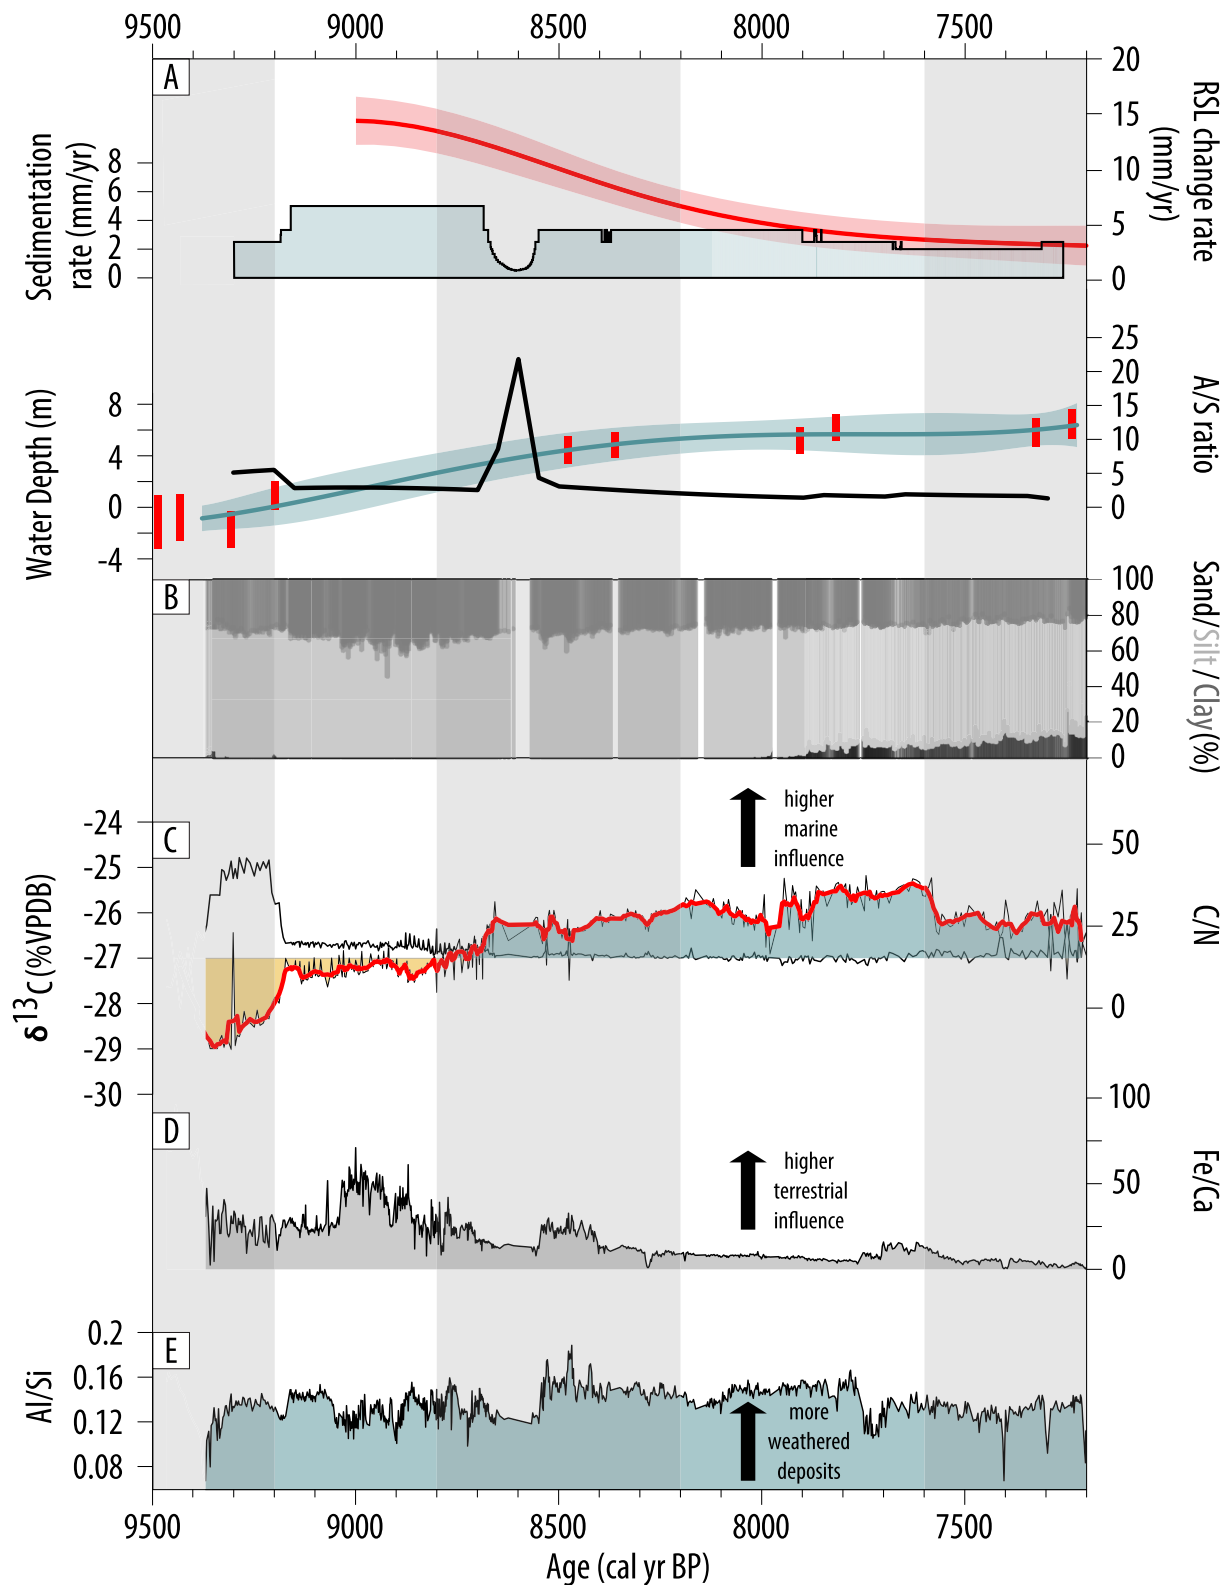 9500 9000 8500 8000 7500
A
20
15
10
5
0
RSL change rate
(mm/yr)
Sedimentation
rate (mm/yr)
8
6
4
2
0
25
20
15
10
5
0
A/S ratio
Water Depth (m)
8
4
0
-4
B
100
80
60
40
20
0
Sand/Silt/Clay(%)
C
-24
-25
-26
-27
-28
-29
-30
δ13C(%VPDB)
higher
marine
influence
50
25
0
C/N
D
higher
terrestrial
influence
100
50
0
Fe/Ca
E
0.2
0.16
0.12
0.08
Al/Si
more
weathered
deposits
9500 9000 8500 8000 7500
Age (cal yr BP)